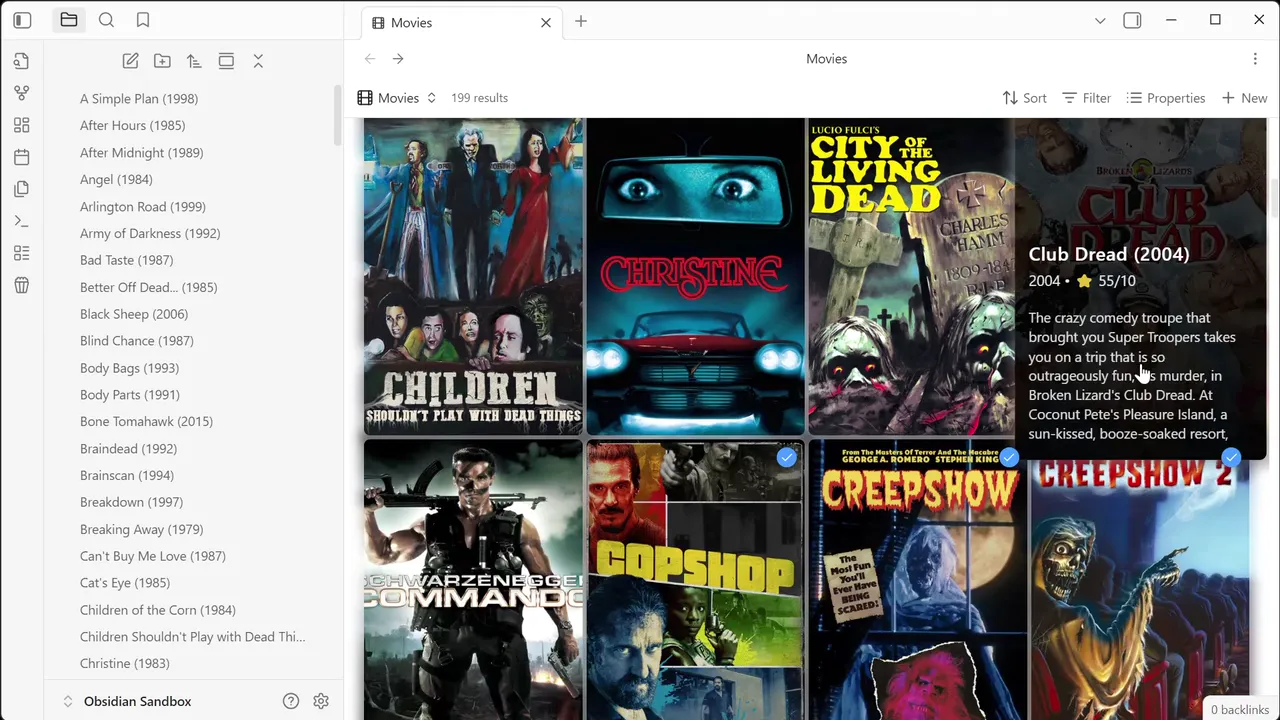 Movies
Movies
Movies
199 results
Sort
Filter
Properties
New
A Simple Plan (1998)
After Hours (1985)
After Midnight (1989)
Angel (1984)
Arlington Road (1999)
Army of Darkness (1992)
Bad Taste (1987)
Better Off Dead... (1985)
Black Sheep (2006)
Blind Chance (1987)
Body Bags (1993)
Body Parts (1991)
Bone Tomahawk (2015)
Braindead (1992)
Brainscan (1994)
Breakdown (1997)
Breaking Away (1979)
Can't Buy Me Love (1987)
Cat's Eye (1985)
Children of the Corn (1984)
Children Shouldn't Play with Dead Thi...
Christine (1983)
Obsidian Sandbox
CHILDREN
SHOULDN'T PLAY WITH DEAD THINGS
CHRISTINE
LUCIO FULCI'S
CITY OF THE
LIVING
DEAD
CHARLES
HAMM
1809-184
R.I.P
BROKEN LIZARD'S
CLUB
DREAD
Club Dread (2004)
2004 • ⭐ 55/10
The crazy comedy troupe that
brought you Super Troopers takes
you on a trip that is so
outrageously fun, murder, in
Broken Lizard's Club Dread. At
Coconut Pete's Pleasure Island, a
sun-kissed, booze-soaked resort,
SCHWARZENEGGER
COMMANDO
COPSHOP
From The Masters Of Terror And The Macabre
GEORGE A. ROMERO STEPHEN KING
CREEPSHOW
The
Most Fun
You'll
Ever Have
BEING
SCARED!
CREEPSHOW 2
0 backlinks